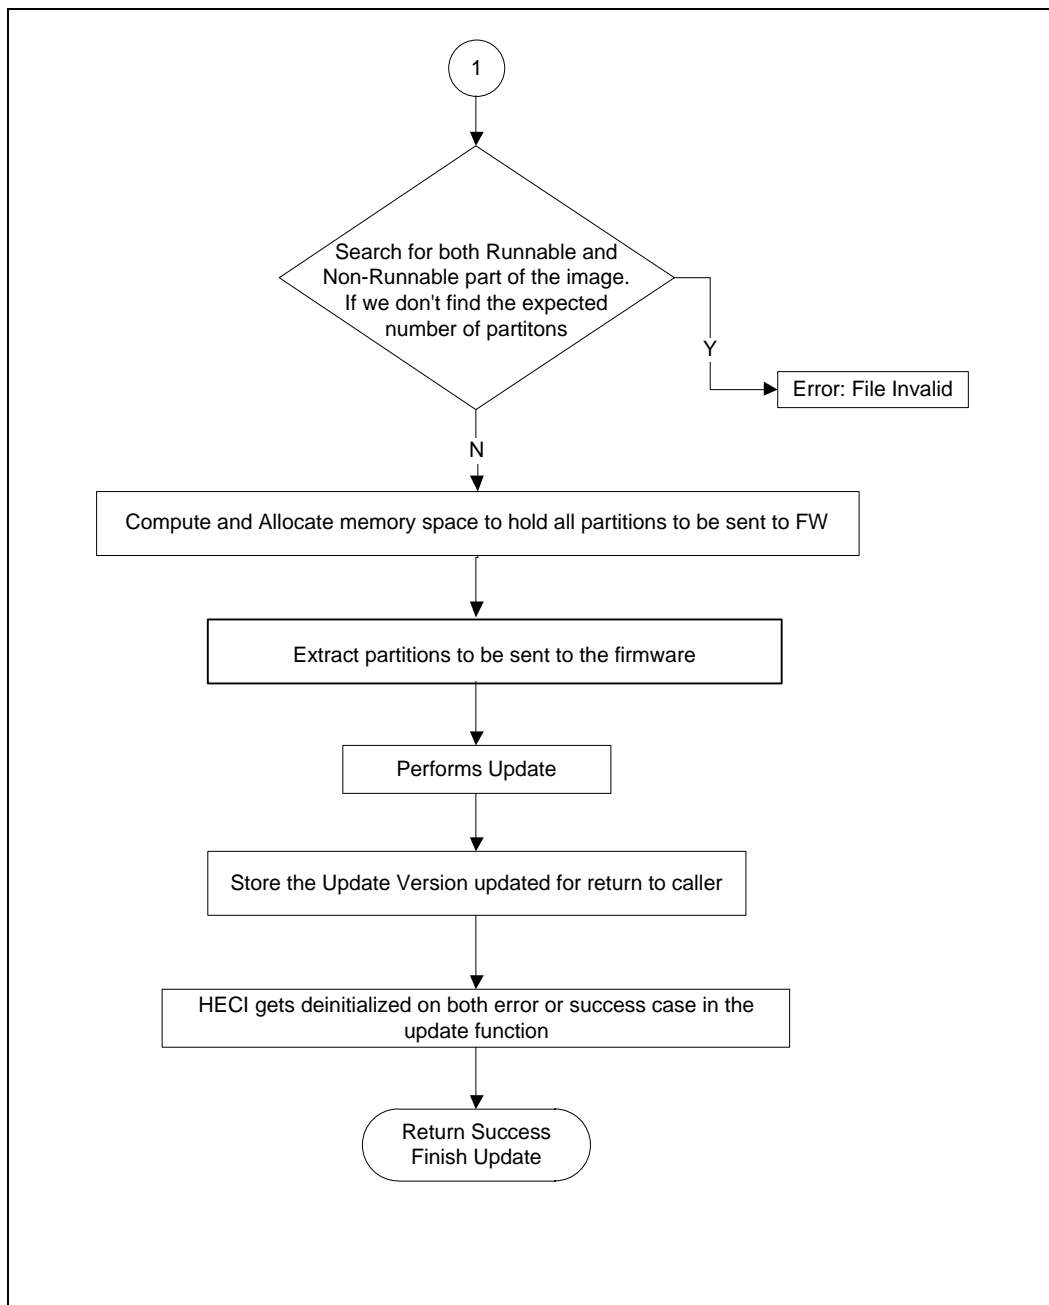 1
Search for both Runnable and
Non-Runnable part of the image.
If we don't find the expected
number of partitons
Y
Error: File Invalid
N
Compute and Allocate memory space to hold all partitions to be sent to FW
Extract partitions to be sent to the firmware
Performs Update
Store the Update Version updated for return to caller
HECI gets deinitialized on both error or success case in the
update function
Return Success
Finish Update